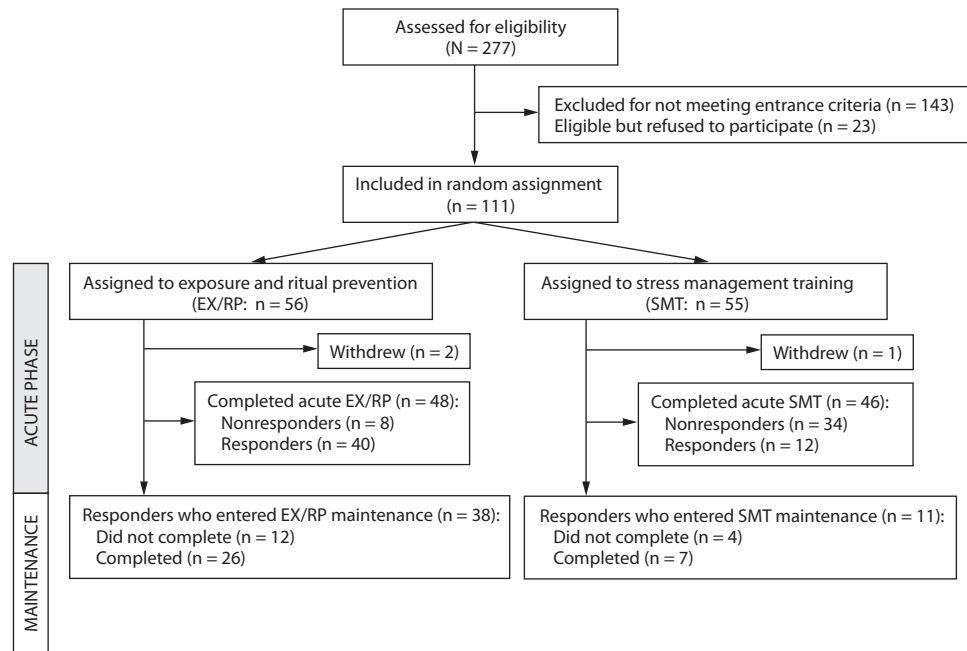 Assessed for eligibility
(N = 277)
Excluded for not meeting entrance criteria (n = 143)
Eligible but refused to participate (n = 23)
Included in random assignment
(n = 111)
ACUTE PHASE
Assigned to exposure and ritual prevention
(EX/RP: n = 56)
Withdrew (n = 2)
Completed acute EX/RP (n = 48):
Nonresponders (n = 8)
Responders (n = 40)
Assigned to stress management training
(SMT: n = 55)
Withdrew (n = 1)
Completed acute SMT (n = 46):
Nonresponders (n = 34)
Responders (n = 12)
MAINTENANCE
Responders who entered EX/RP maintenance (n = 38):
Did not complete (n = 12)
Completed (n = 26)
Responders who entered SMT maintenance (n = 11):
Did not complete (n = 4)
Completed (n = 7)